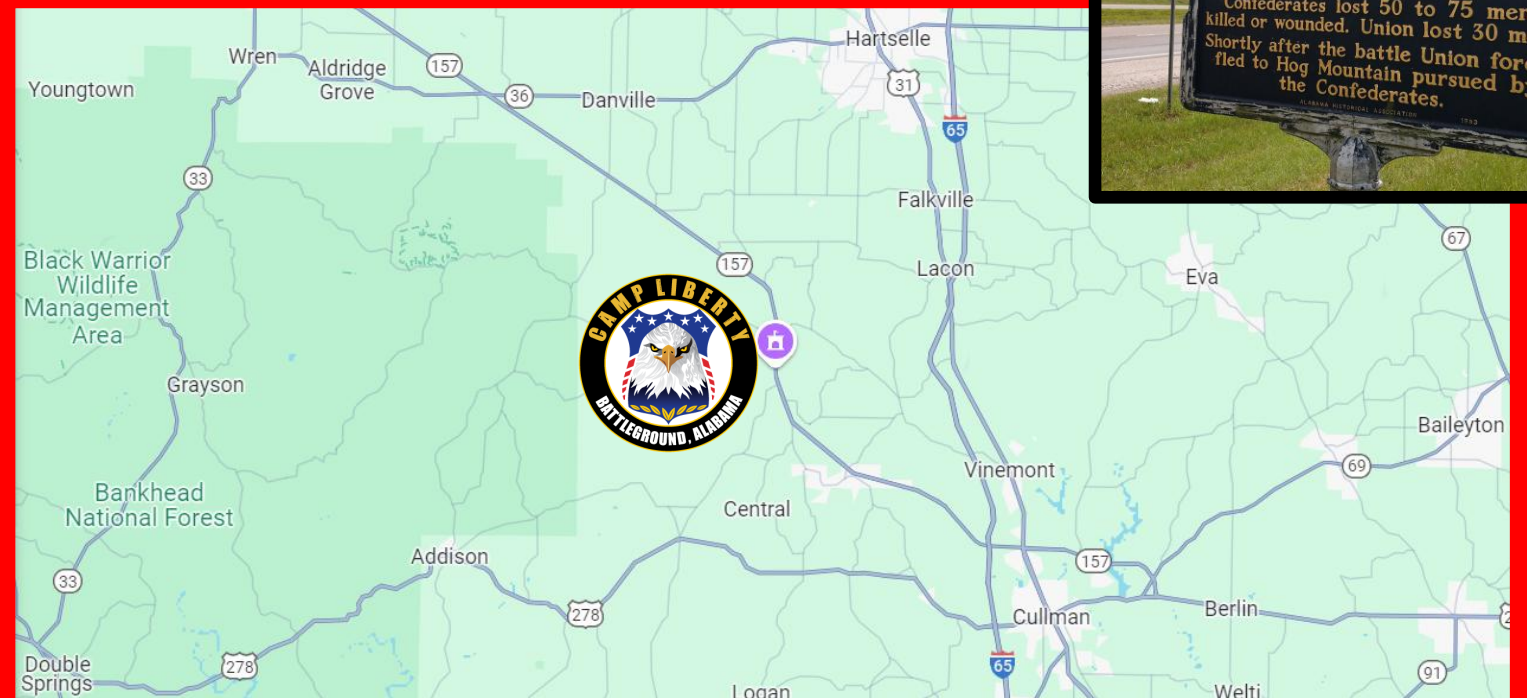 Confederates lost 50 to 75 men
killed or wounded. Union lost 30 m
Shortly after the battle Union for
fled to Hog Mountain pursued by
the Confederates.
ALABAMA HISTORICAL ASSOCIATION
Wren
Hartselle
Aldridge
Grove
157
31
Youngtown
36
Danville
65
33
Falkville
67
Black Warrior
Wildlife
Management
Area
157
Lacon
Eva
CAMP LIBERTY
BATTLEGROUND, ALABAMA
Grayson
Baileyton
Vinemont
69
Bankhead
National Forest
Central
Addison
157
33
278
Cullman
Berlin
Double
Springs
278
65
91
Logan
Welti